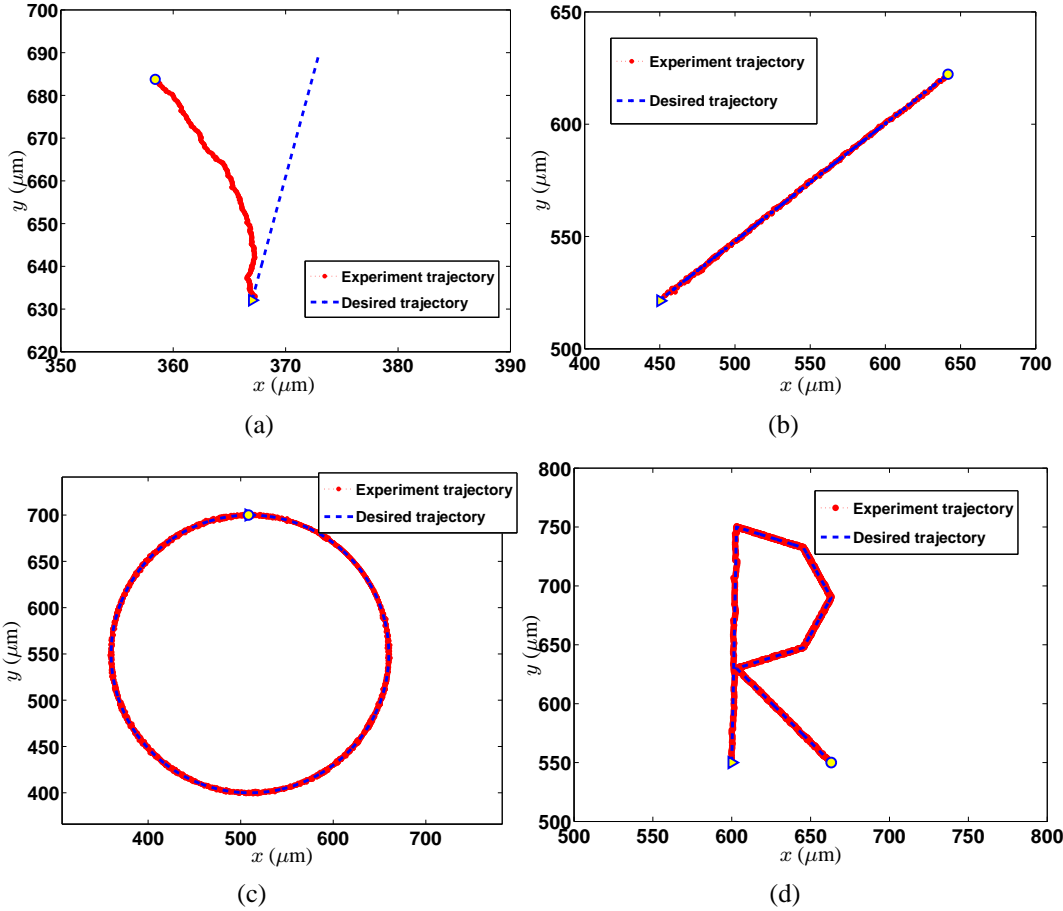 700
690
680
670
660
650
640
630
620
y (μm)
350 360 370 380 390
x (μm)
Experiment trajectory
Desired trajectory
(a)
650
600
550
500
y (μm)
400 450 500 550 600 650 700
x (μm)
Experiment trajectory
Desired trajectory
(b)
700
650
600
550
500
450
400
y (μm)
400 500 600 700
x (μm)
Experiment trajectory
Desired trajectory
(c)
800
750
700
650
600
550
500
y (μm)
500 550 600 650 700 750 800
x (μm)
Experiment trajectory
Desired trajectory
(d)